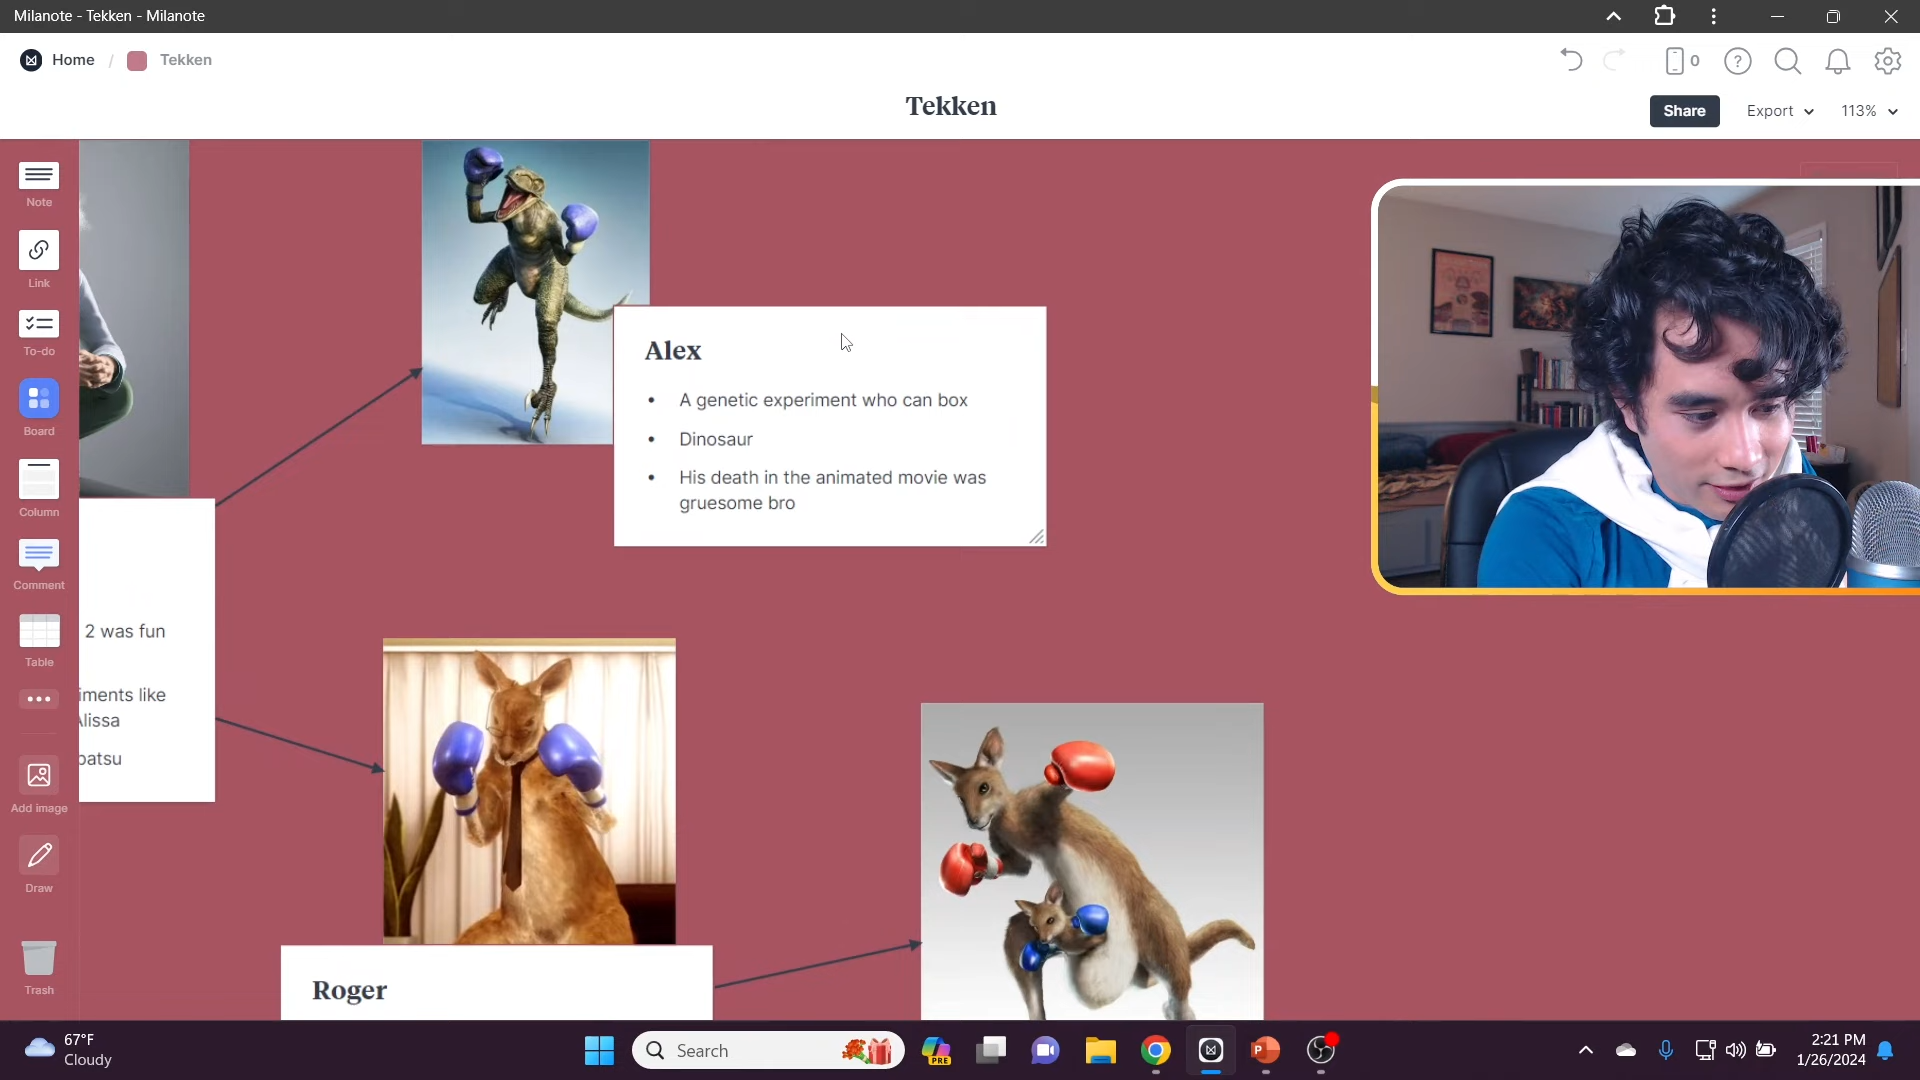 Milanote - Tekken - Milanote
Home / Tekken
0
Tekken
Share
Export
113%
Note
Link
To-do
Board
Column
Comment
Table
Add image
Draw
Trash
Alex
• A genetic experiment who can box
• Dinosaur
• His death in the animated movie was
gruesome bro
2 was fun
iments like
lissa
batsu
Roger
67°F
Cloudy
Search
PRE
2:21 PM
1/26/2024